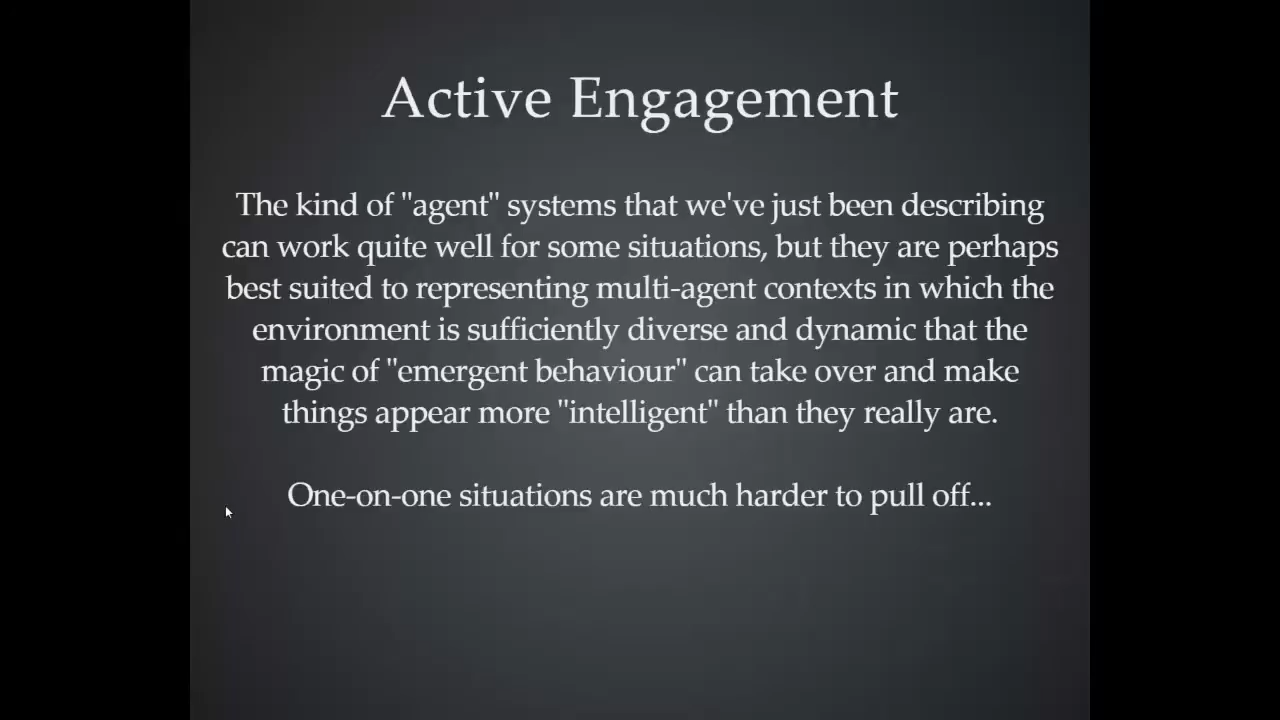 Active Engagement
The kind of "agent" systems that we've just been describing
can work quite well for some situations, but they are perhaps
best suited to representing multi-agent contexts in which the
environment is sufficiently diverse and dynamic that the
magic of "emergent behaviour" can take over and make
things appear more "intelligent" than they really are.
One-on-one situations are much harder to pull off...